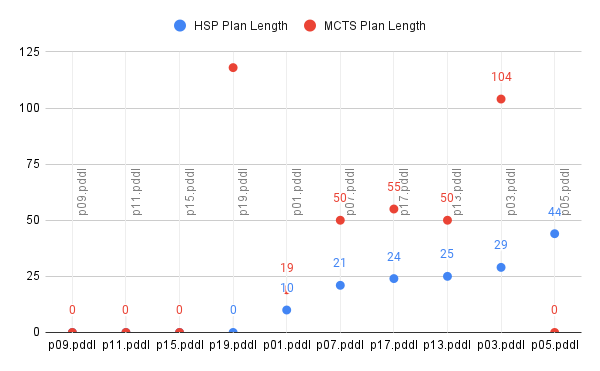 HSP Plan Length MCTS Plan Length
125
100
75
50
25
0
104
50 55 50
44
19
10 21 24 25 29
0 0 0 0 0
p09.pddl p11.pddl p15.pddl p19.pddl p01.pddl p07.pddl p17.pddl p13.pddl p03.pddl p05.pddl
p09.pddl p11.pddl p15.pddl p19.pddl p01.pddl p07.pddl p17.pddl p13.pddl p03.pddl p05.pddl